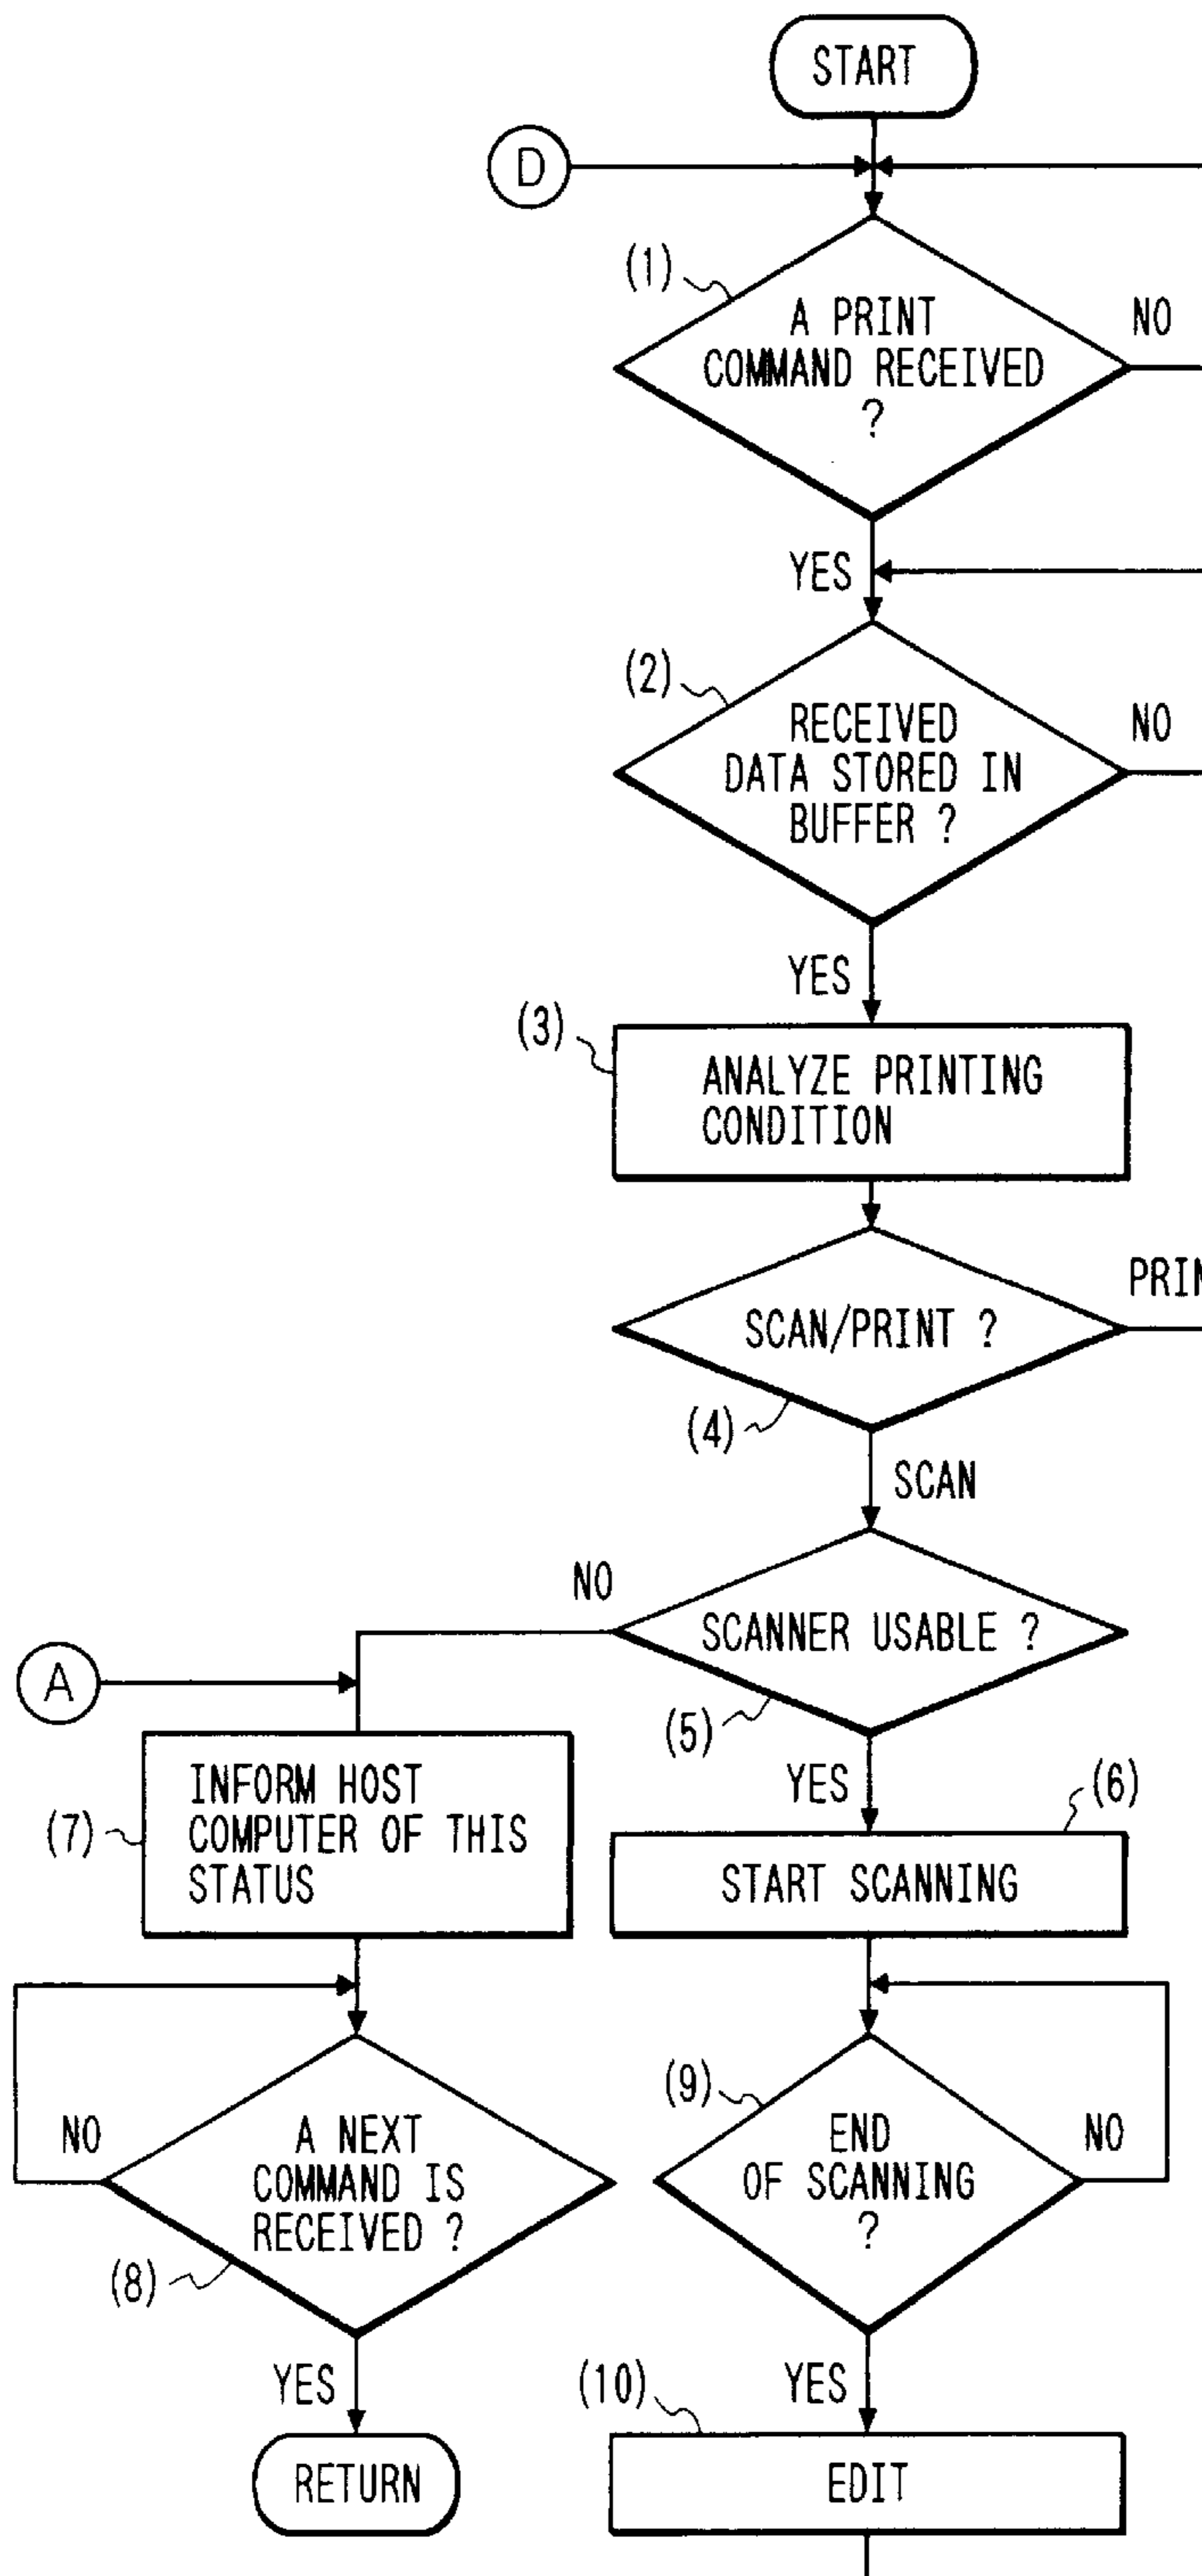 START
D
(1)
A PRINT
COMMAND RECEIVED
?
NO
YES
(2)
RECEIVED
DATA STORED IN
BUFFER ?
NO
YES
(3)
ANALYZE PRINTING
CONDITION
SCAN/PRINT ?
PRIN
(4)
SCAN
NO
SCANNER USABLE ?
A
(5)
YES
(6)
INFORM HOST
COMPUTER OF THIS
STATUS
(7)
START SCANNING
NO
A NEXT
COMMAND IS
RECEIVED ?
(8)
(9)
END
OF SCANNING
?
NO
YES
RETURN
YES
(10)
EDIT